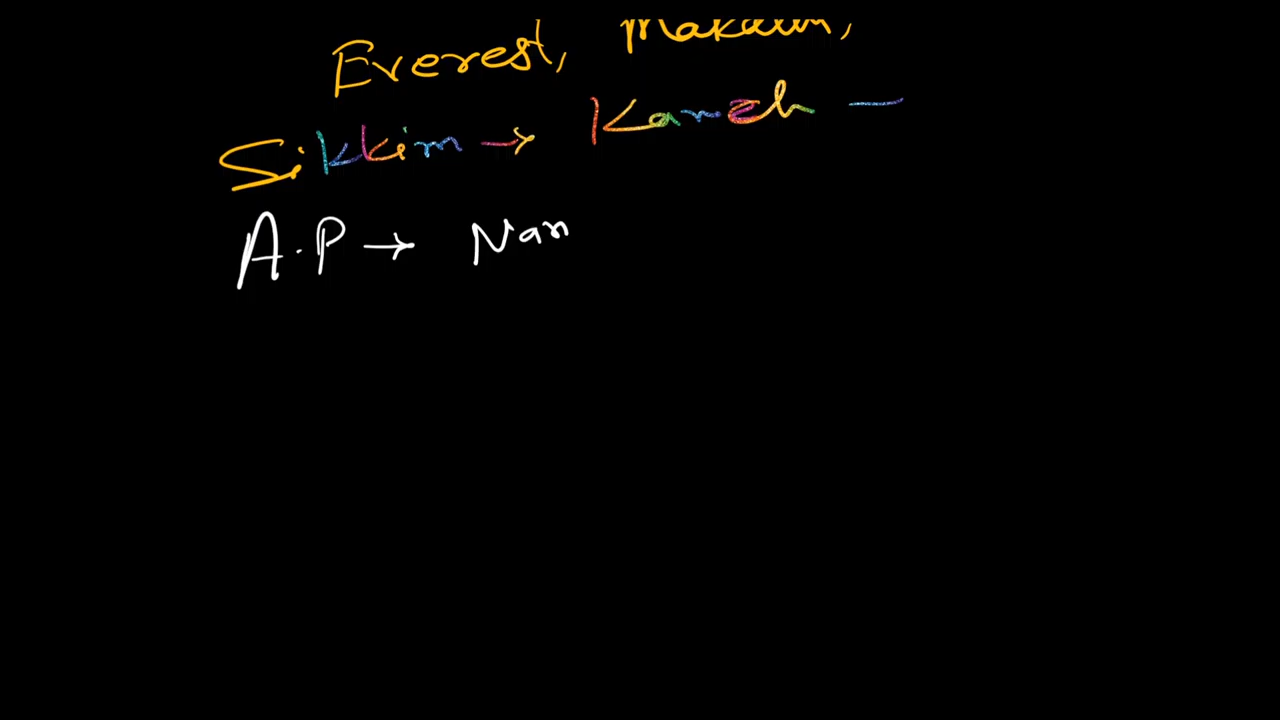 Everest, Makalu,
Sikkim → Kanch —
A.P → Nan